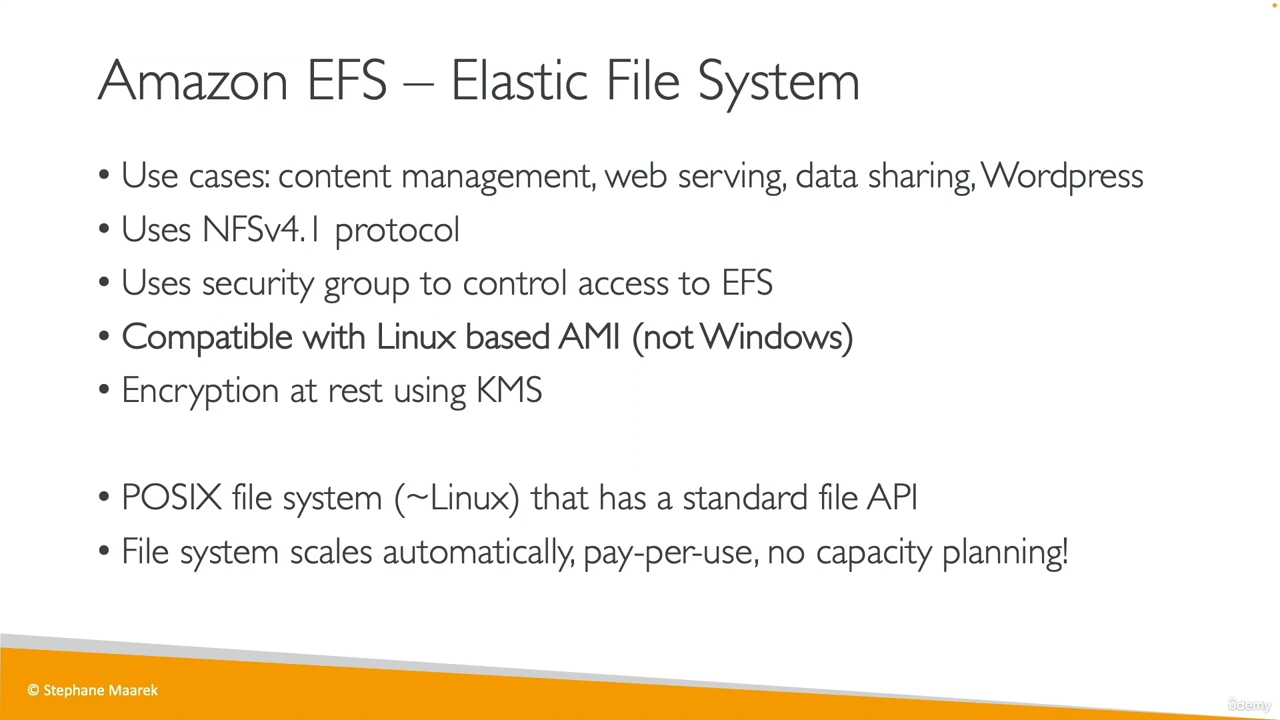 Amazon EFS – Elastic File System
• Use cases: content management, web serving, data sharing, Wordpress
• Uses NFSv4.1 protocol
• Uses security group to control access to EFS
• Compatible with Linux based AMI (not Windows)
• Encryption at rest using KMS
• POSIX file system (~Linux) that has a standard file API
• File system scales automatically, pay-per-use, no capacity planning!
© Stephane Maarek
ûdemy